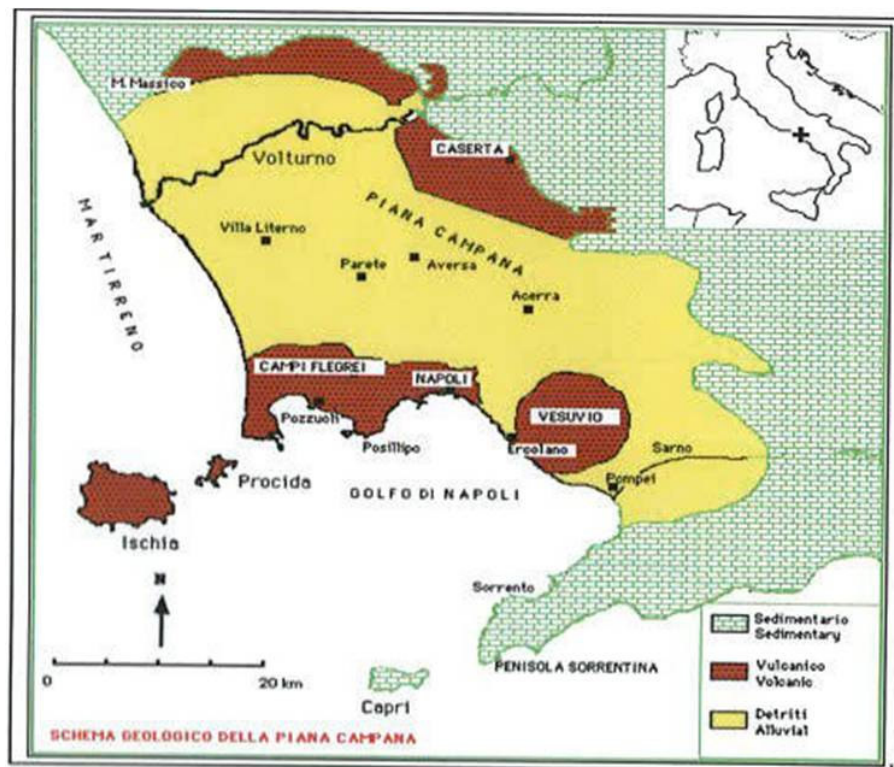 M. Massico
Volturno
CASERTA
MAR TIRRENO
PIANA CAMPANA
Villa Literno
Parete
Aversa
Acerra
CAMPI FLEGREI
NAPOLI
VESUVIO
Pozzuoli
Posillipo
Ercolano
Sarno
Pompei
Procida
GOLFO DI NAPOLI
Ischia
N
Sorrento
0
20 km
Capri
PENISOLA SORRENTINA
Sedimentario
Sedimentary
Vulcanico
Volcanic
Detriti
Alluvial
SCHEMA GEOLOGICO DELLA PIANA CAMPANA